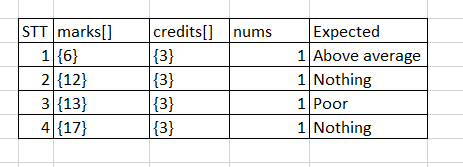 STT marks[] credits[] nums Expected
1 {6} {3} 1 Above average
2 {12} {3} 1 Nothing
3 {13} {3} 1 Poor
4 {17} {3} 1 Nothing